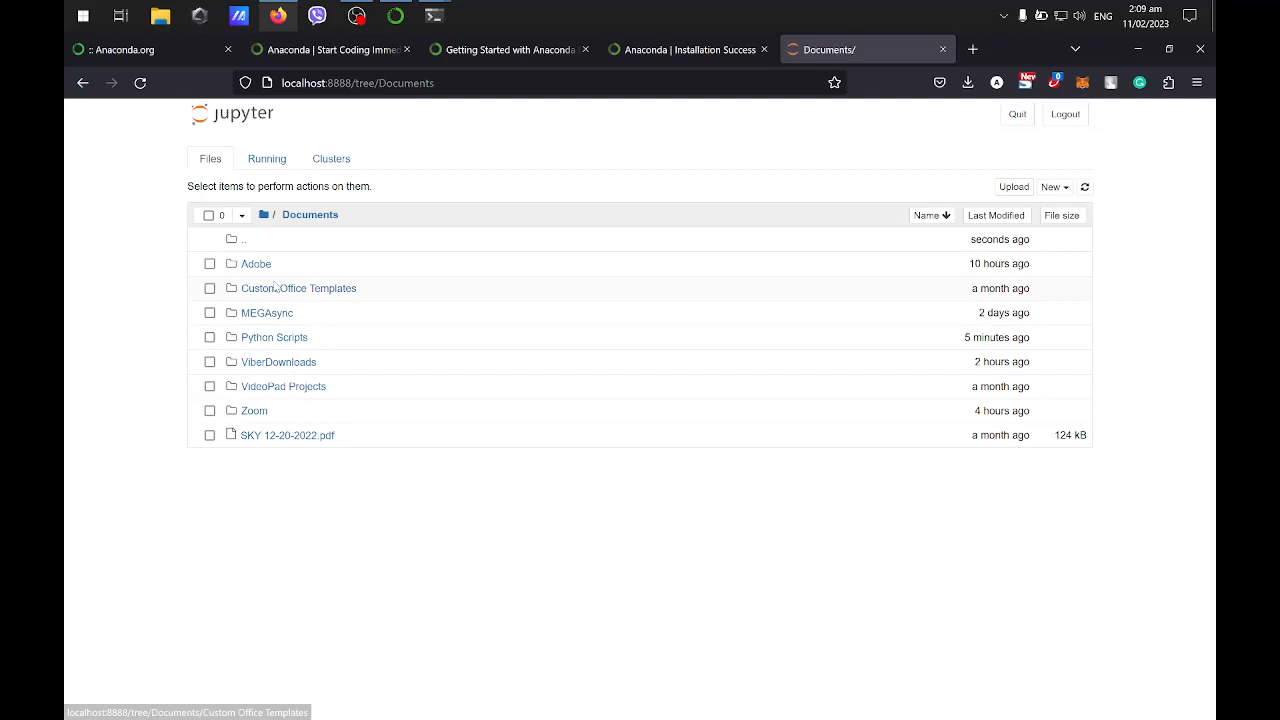 2:09 am
ENG
11/02/2023
:: Anaconda.org
Anaconda | Start Coding Immed
Getting Started with Anaconda
Anaconda | Installation Success
Documents/
localhost:8888/tree/Documents
New
0
jupyter
Quit
Logout
Files
Running
Clusters
Select items to perform actions on them.
Upload
New
0
/ Documents
Name
Last Modified
File size
..
seconds ago
Adobe
10 hours ago
Custom Office Templates
a month ago
MEGAsync
2 days ago
Python Scripts
5 minutes ago
ViberDownloads
2 hours ago
VideoPad Projects
a month ago
Zoom
4 hours ago
SKY 12-20-2022.pdf
a month ago
124 kB
localhost:8888/tree/Documents/Custom Office Templates